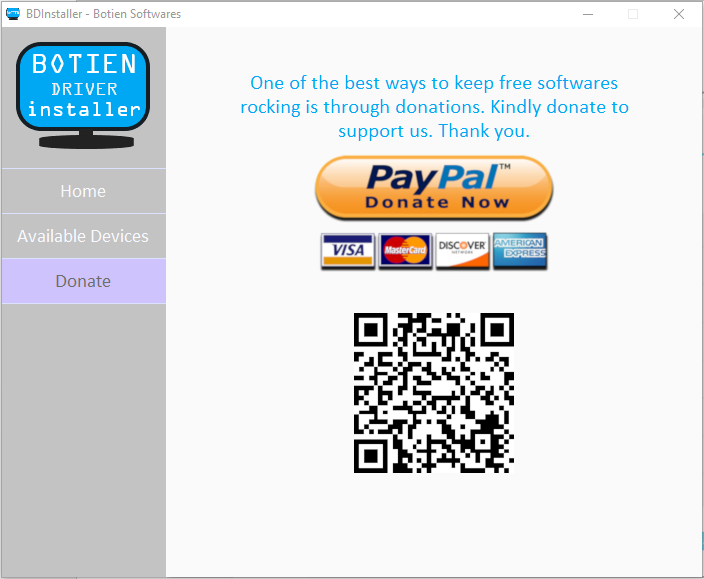 BDInstaller - Botien Softwares
BOTIEN
DRIVER
installer
Home
Available Devices
Donate
One of the best ways to keep free softwares
rocking is through donations. Kindly donate to
support us. Thank you.
PayPal™
Donate Now
VISA MasterCard DISCOVER AMERICAN
NETWORK EXPRESS